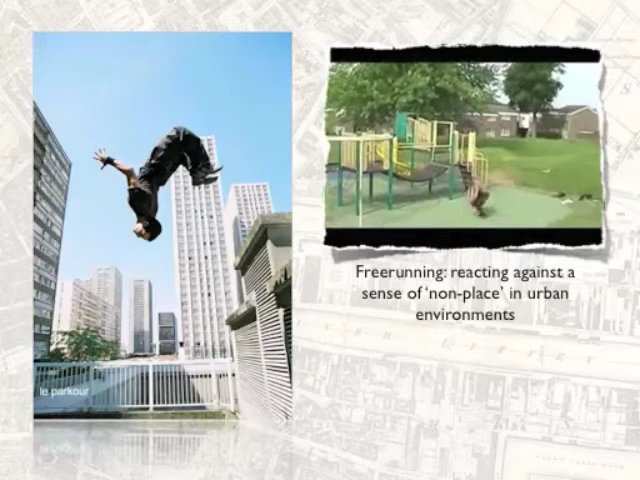 le parkour
Freerunning: reacting against a
sense of ‘non-place’ in urban
environments